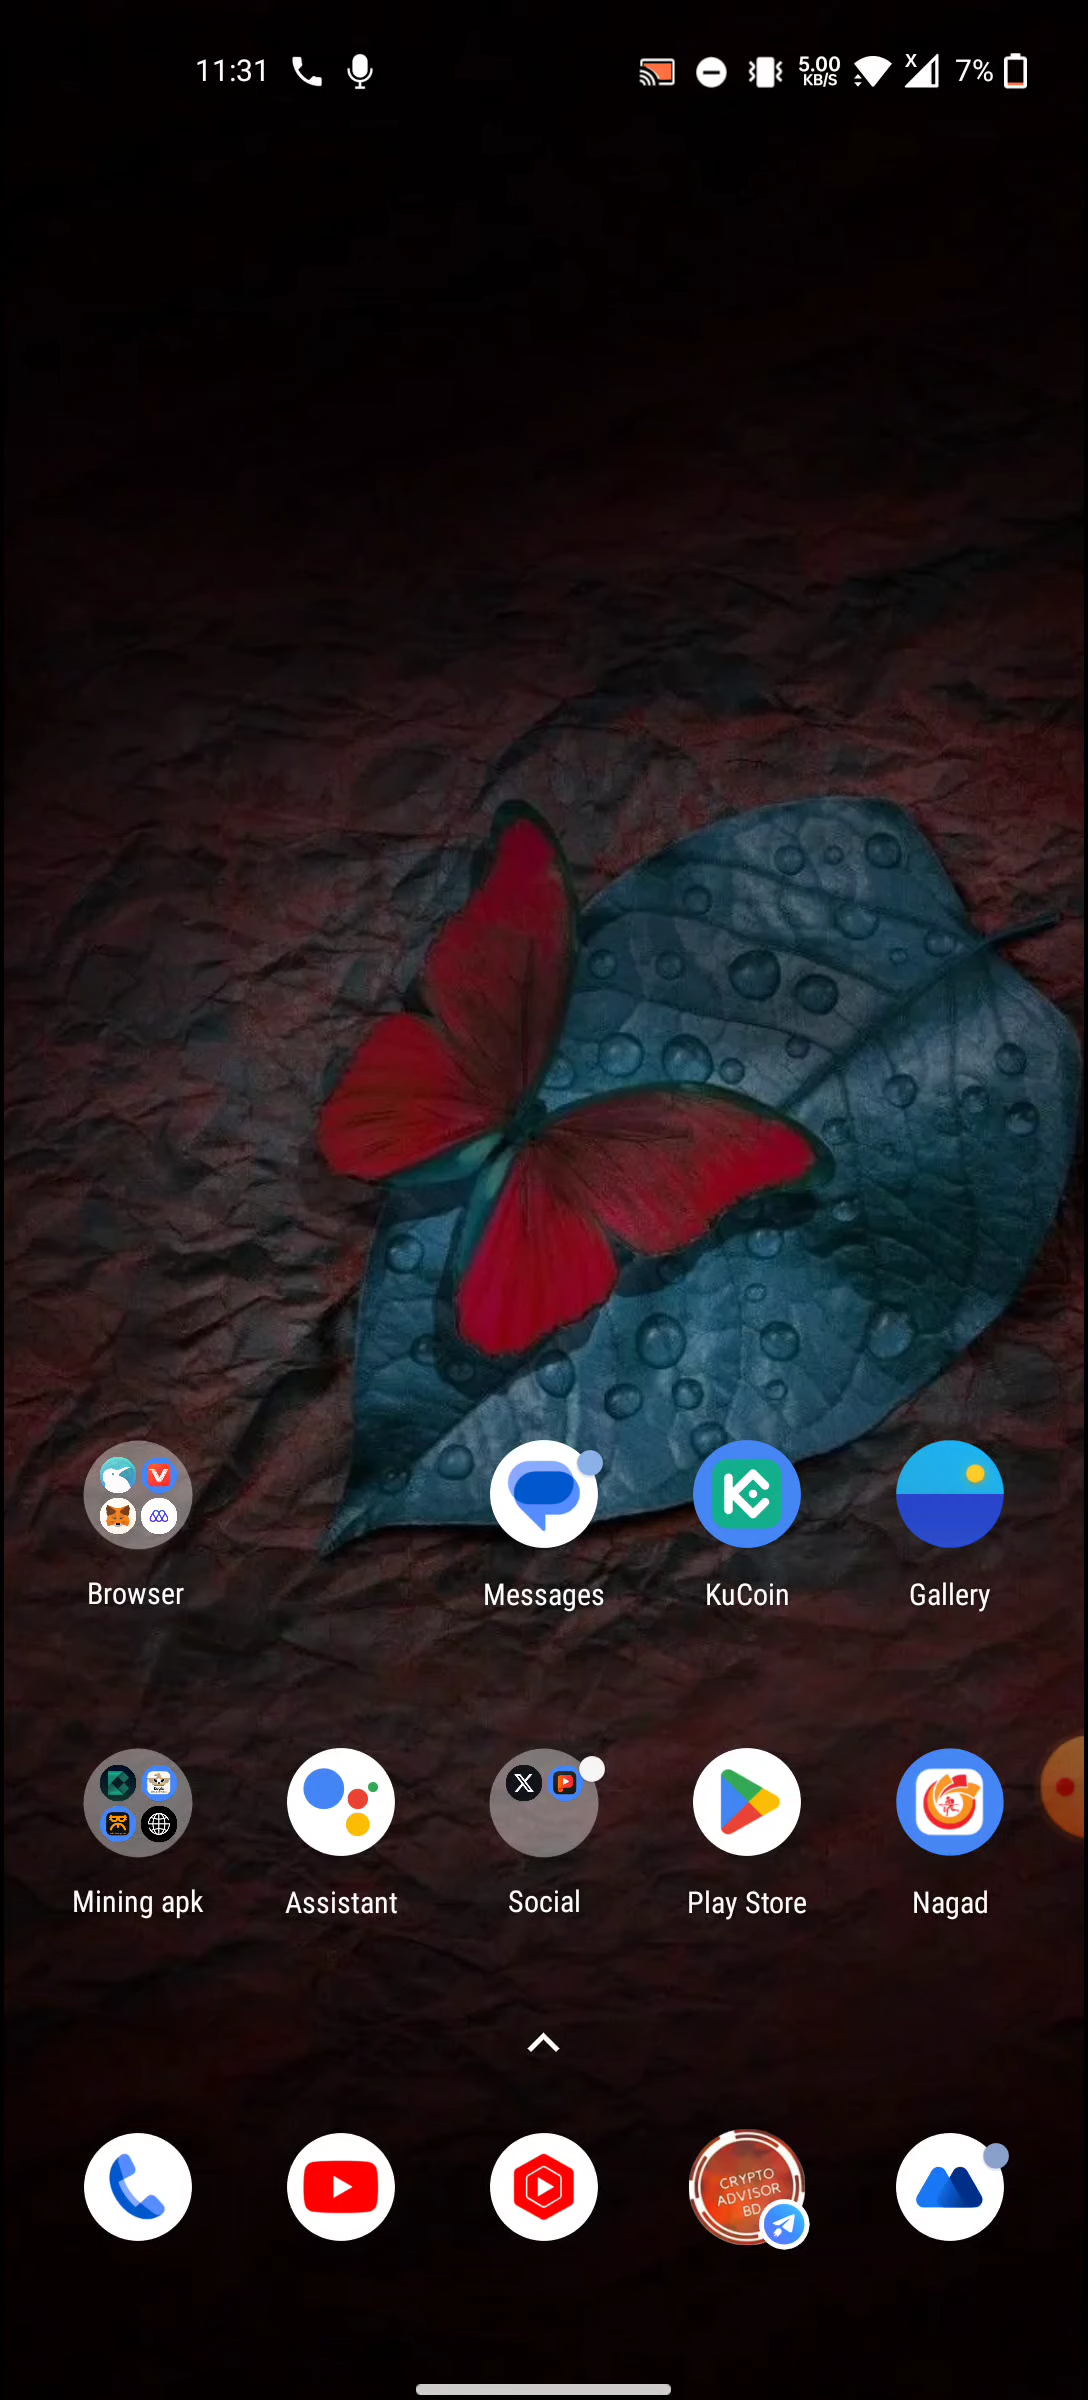 11:31
5.00
KB/S
X
7%
Browser
Messages
KuCoin
Gallery
Mining apk
Assistant
Social
Play Store
Nagad
CRYPTO
ADVISOR
BD